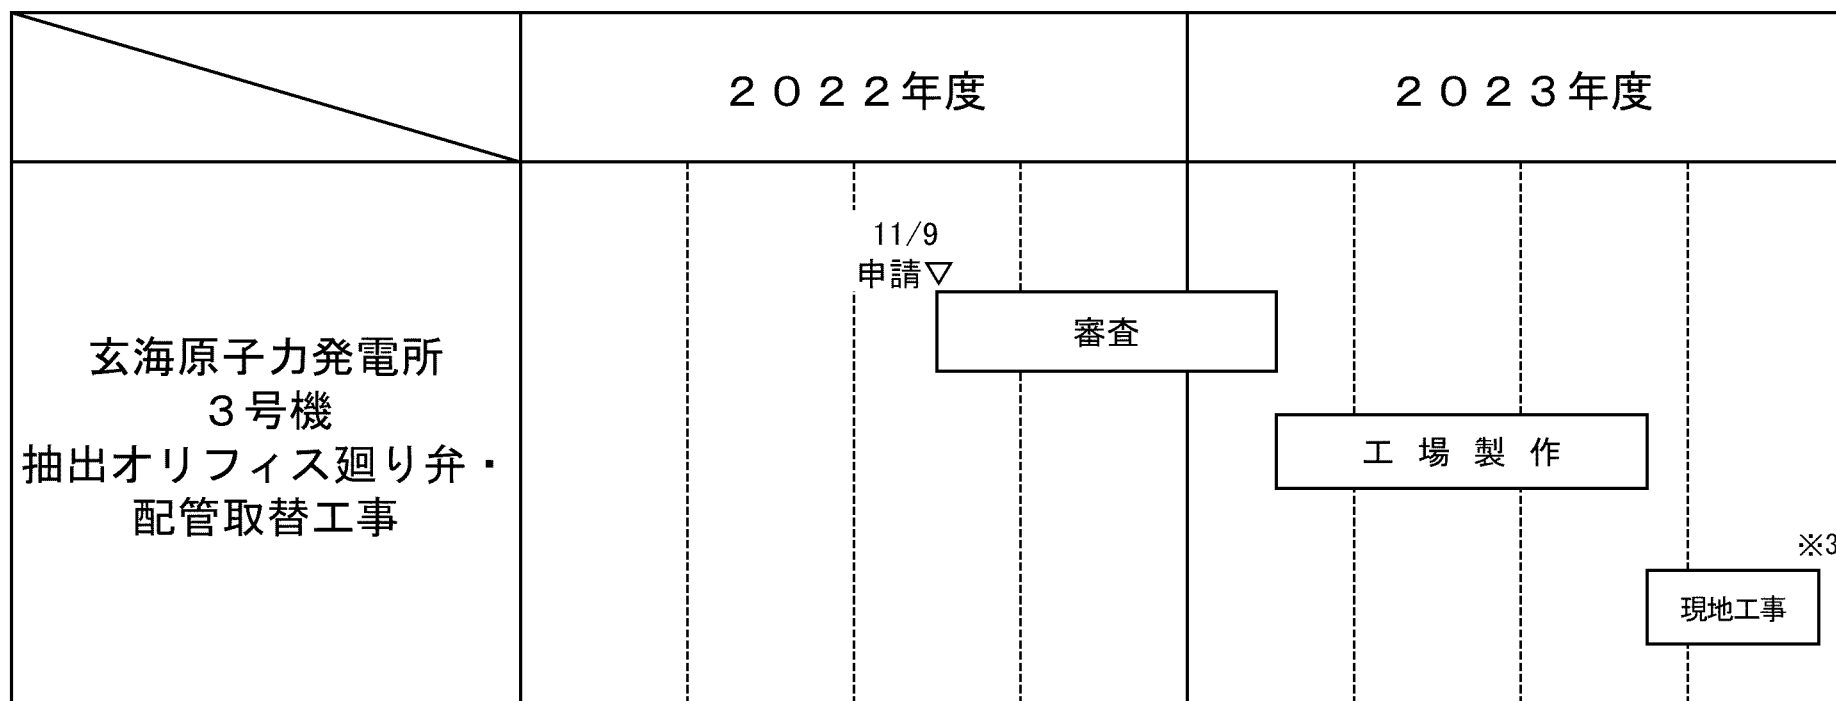 ２０２２年度
２０２３年度
11/9
申請▽
審査
玄海原子力発電所
３号機
抽出オリフィス廻り弁・
配管取替工事
工場製作
※3
現地工事